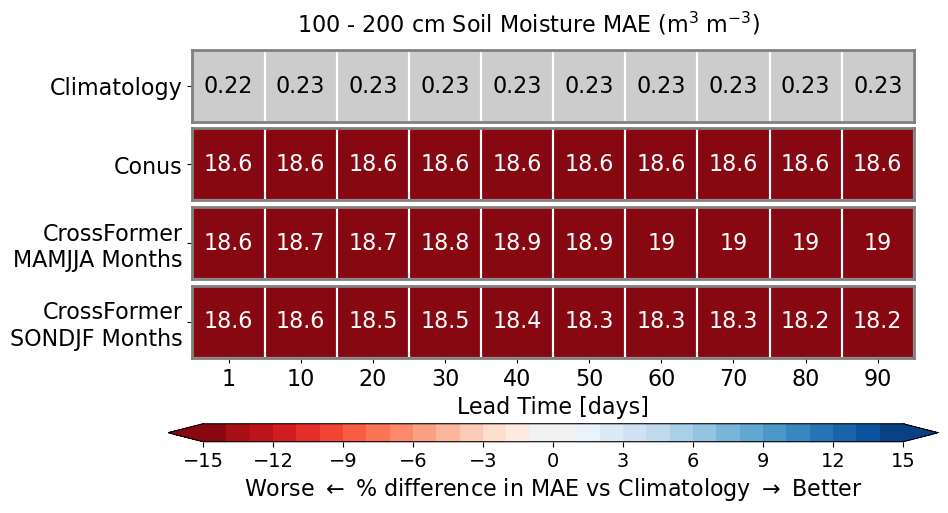 100 - 200 cm Soil Moisture MAE (m³ m⁻³)
Climatology 0.22 0.23 0.23 0.23 0.23 0.23 0.23 0.23 0.23 0.23
Conus 18.6 18.6 18.6 18.6 18.6 18.6 18.6 18.6 18.6 18.6
CrossFormer
MAMJJA Months 18.6 18.7 18.7 18.8 18.9 18.9 19 19 19 19
CrossFormer
SONDJF Months 18.6 18.6 18.5 18.5 18.4 18.3 18.3 18.3 18.2 18.2
1 10 20 30 40 50 60 70 80 90
Lead Time [days]
−15 −12 −9 −6 −3 0 3 6 9 12 15
Worse ← % difference in MAE vs Climatology → Better